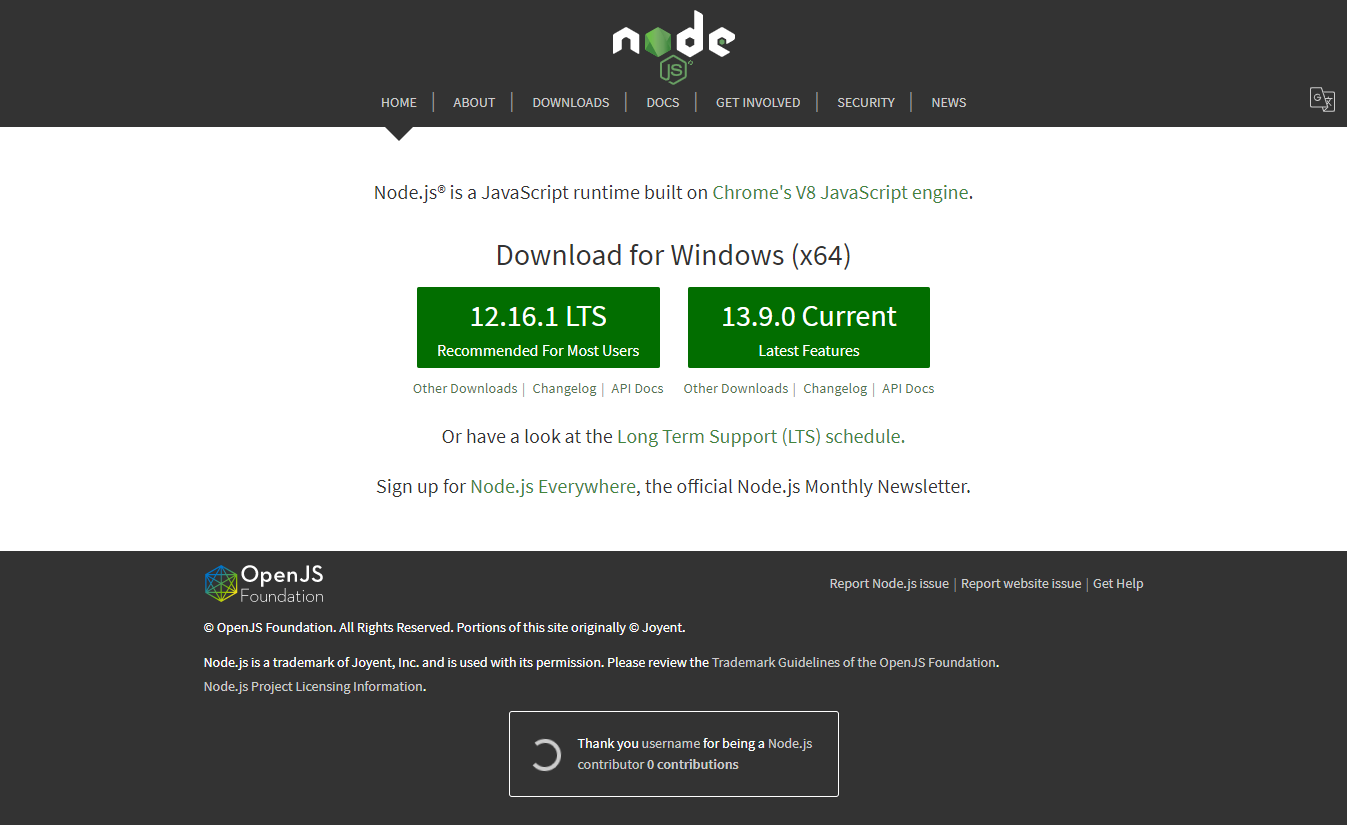 node
JS
HOME | ABOUT | DOWNLOADS | DOCS | GET INVOLVED | SECURITY | NEWS
G
Node.js® is a JavaScript runtime built on Chrome's V8 JavaScript engine.
Download for Windows (x64)
12.16.1 LTS
Recommended For Most Users
13.9.0 Current
Latest Features
Other Downloads | Changelog | API Docs
Other Downloads | Changelog | API Docs
Or have a look at the Long Term Support (LTS) schedule.
Sign up for Node.js Everywhere, the official Node.js Monthly Newsletter.
OpenJS
Foundation
Report Node.js issue | Report website issue | Get Help
© OpenJS Foundation. All Rights Reserved. Portions of this site originally © Joyent.
Node.js is a trademark of Joyent, Inc. and is used with its permission. Please review the Trademark Guidelines of the OpenJS Foundation.
Node.js Project Licensing Information.
Thank you username for being a Node.js
contributor 0 contributions